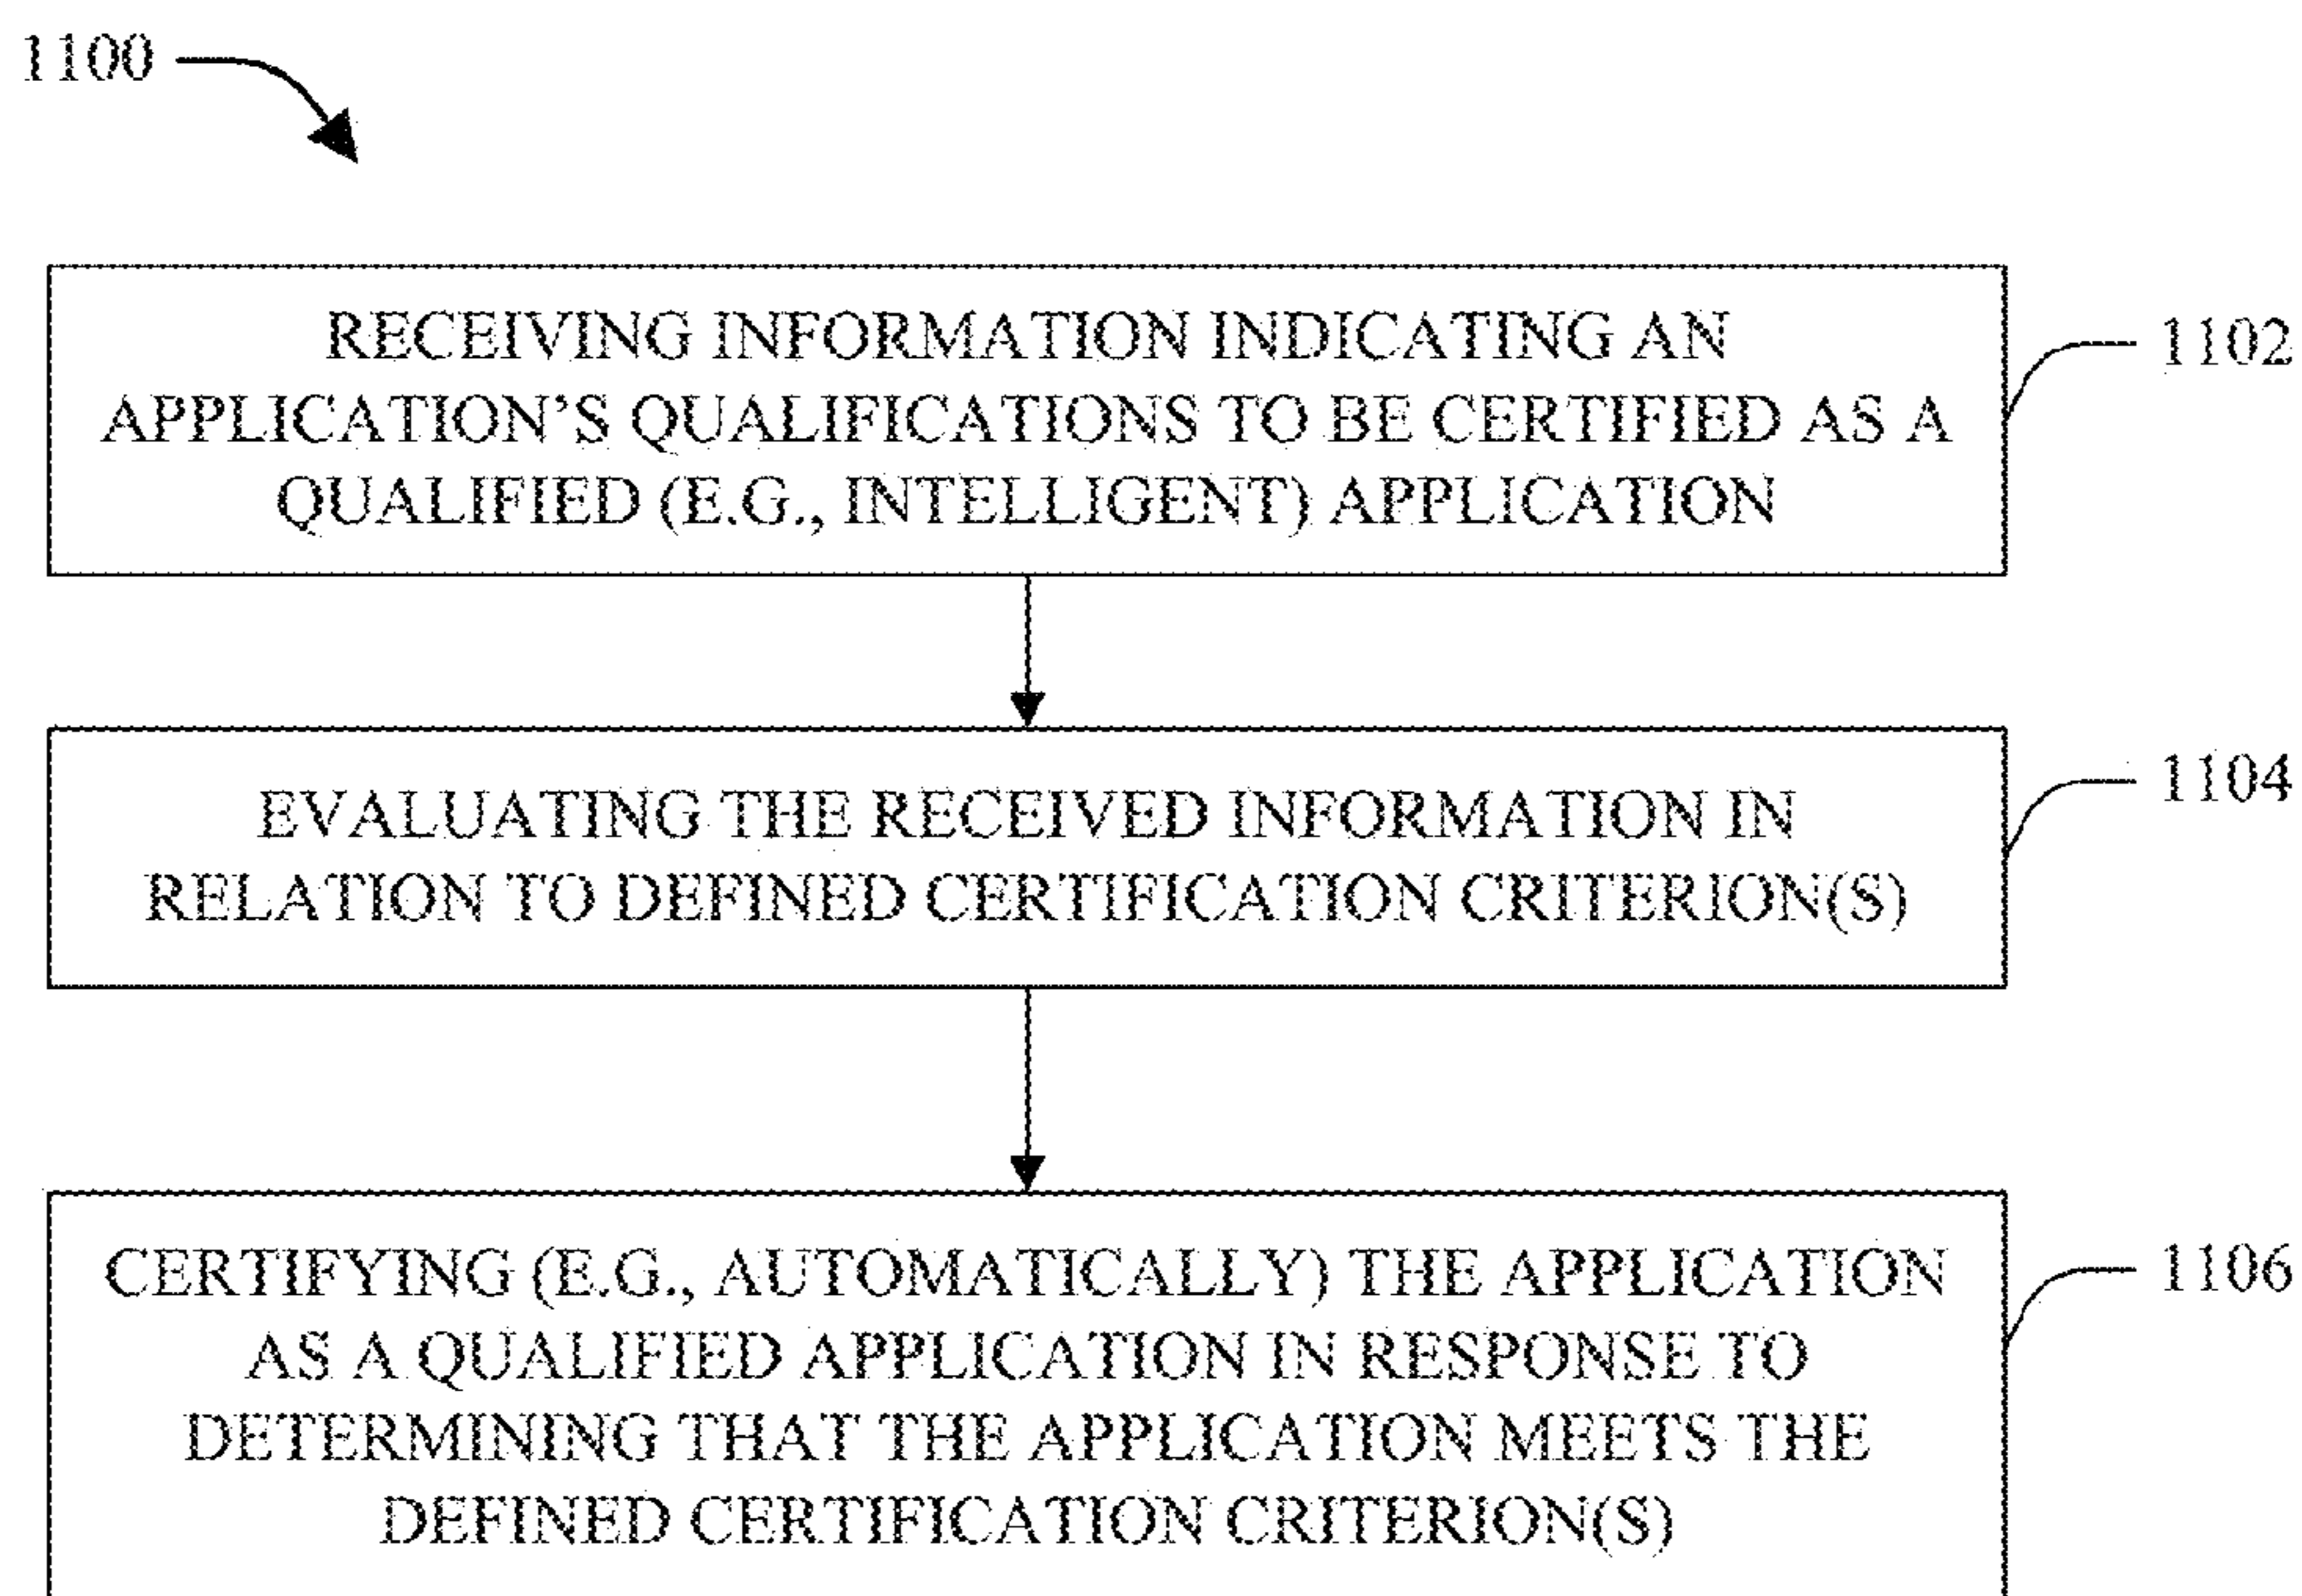 1100
RECEIVING INFORMATION INDICATING AN
APPLICATION'S QUALIFICATIONS TO BE CERTIFIED AS A
QUALIFIED (E.G., INTELLIGENT) APPLICATION
1102
EVALUATING THE RECEIVED INFORMATION IN
RELATION TO DEFINED CERTIFICATION CRITERION(S)
1104
CERTIFYING (E.G., AUTOMATICALLY) THE APPLICATION
AS A QUALIFIED APPLICATION IN RESPONSE TO
DETERMINING THAT THE APPLICATION MEETS THE
DEFINED CERTIFICATION CRITERION(S)
1106